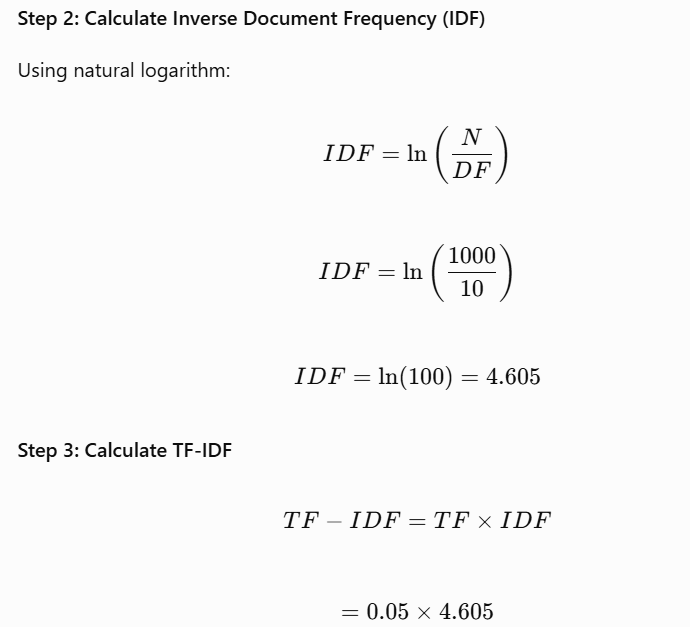 Step 2: Calculate Inverse Document Frequency (IDF)
Using natural logarithm:
IDF = ln(N/DF)
IDF = ln(1000/10)
IDF = ln(100) = 4.605
Step 3: Calculate TF-IDF
TF − IDF = TF × IDF
= 0.05 × 4.605